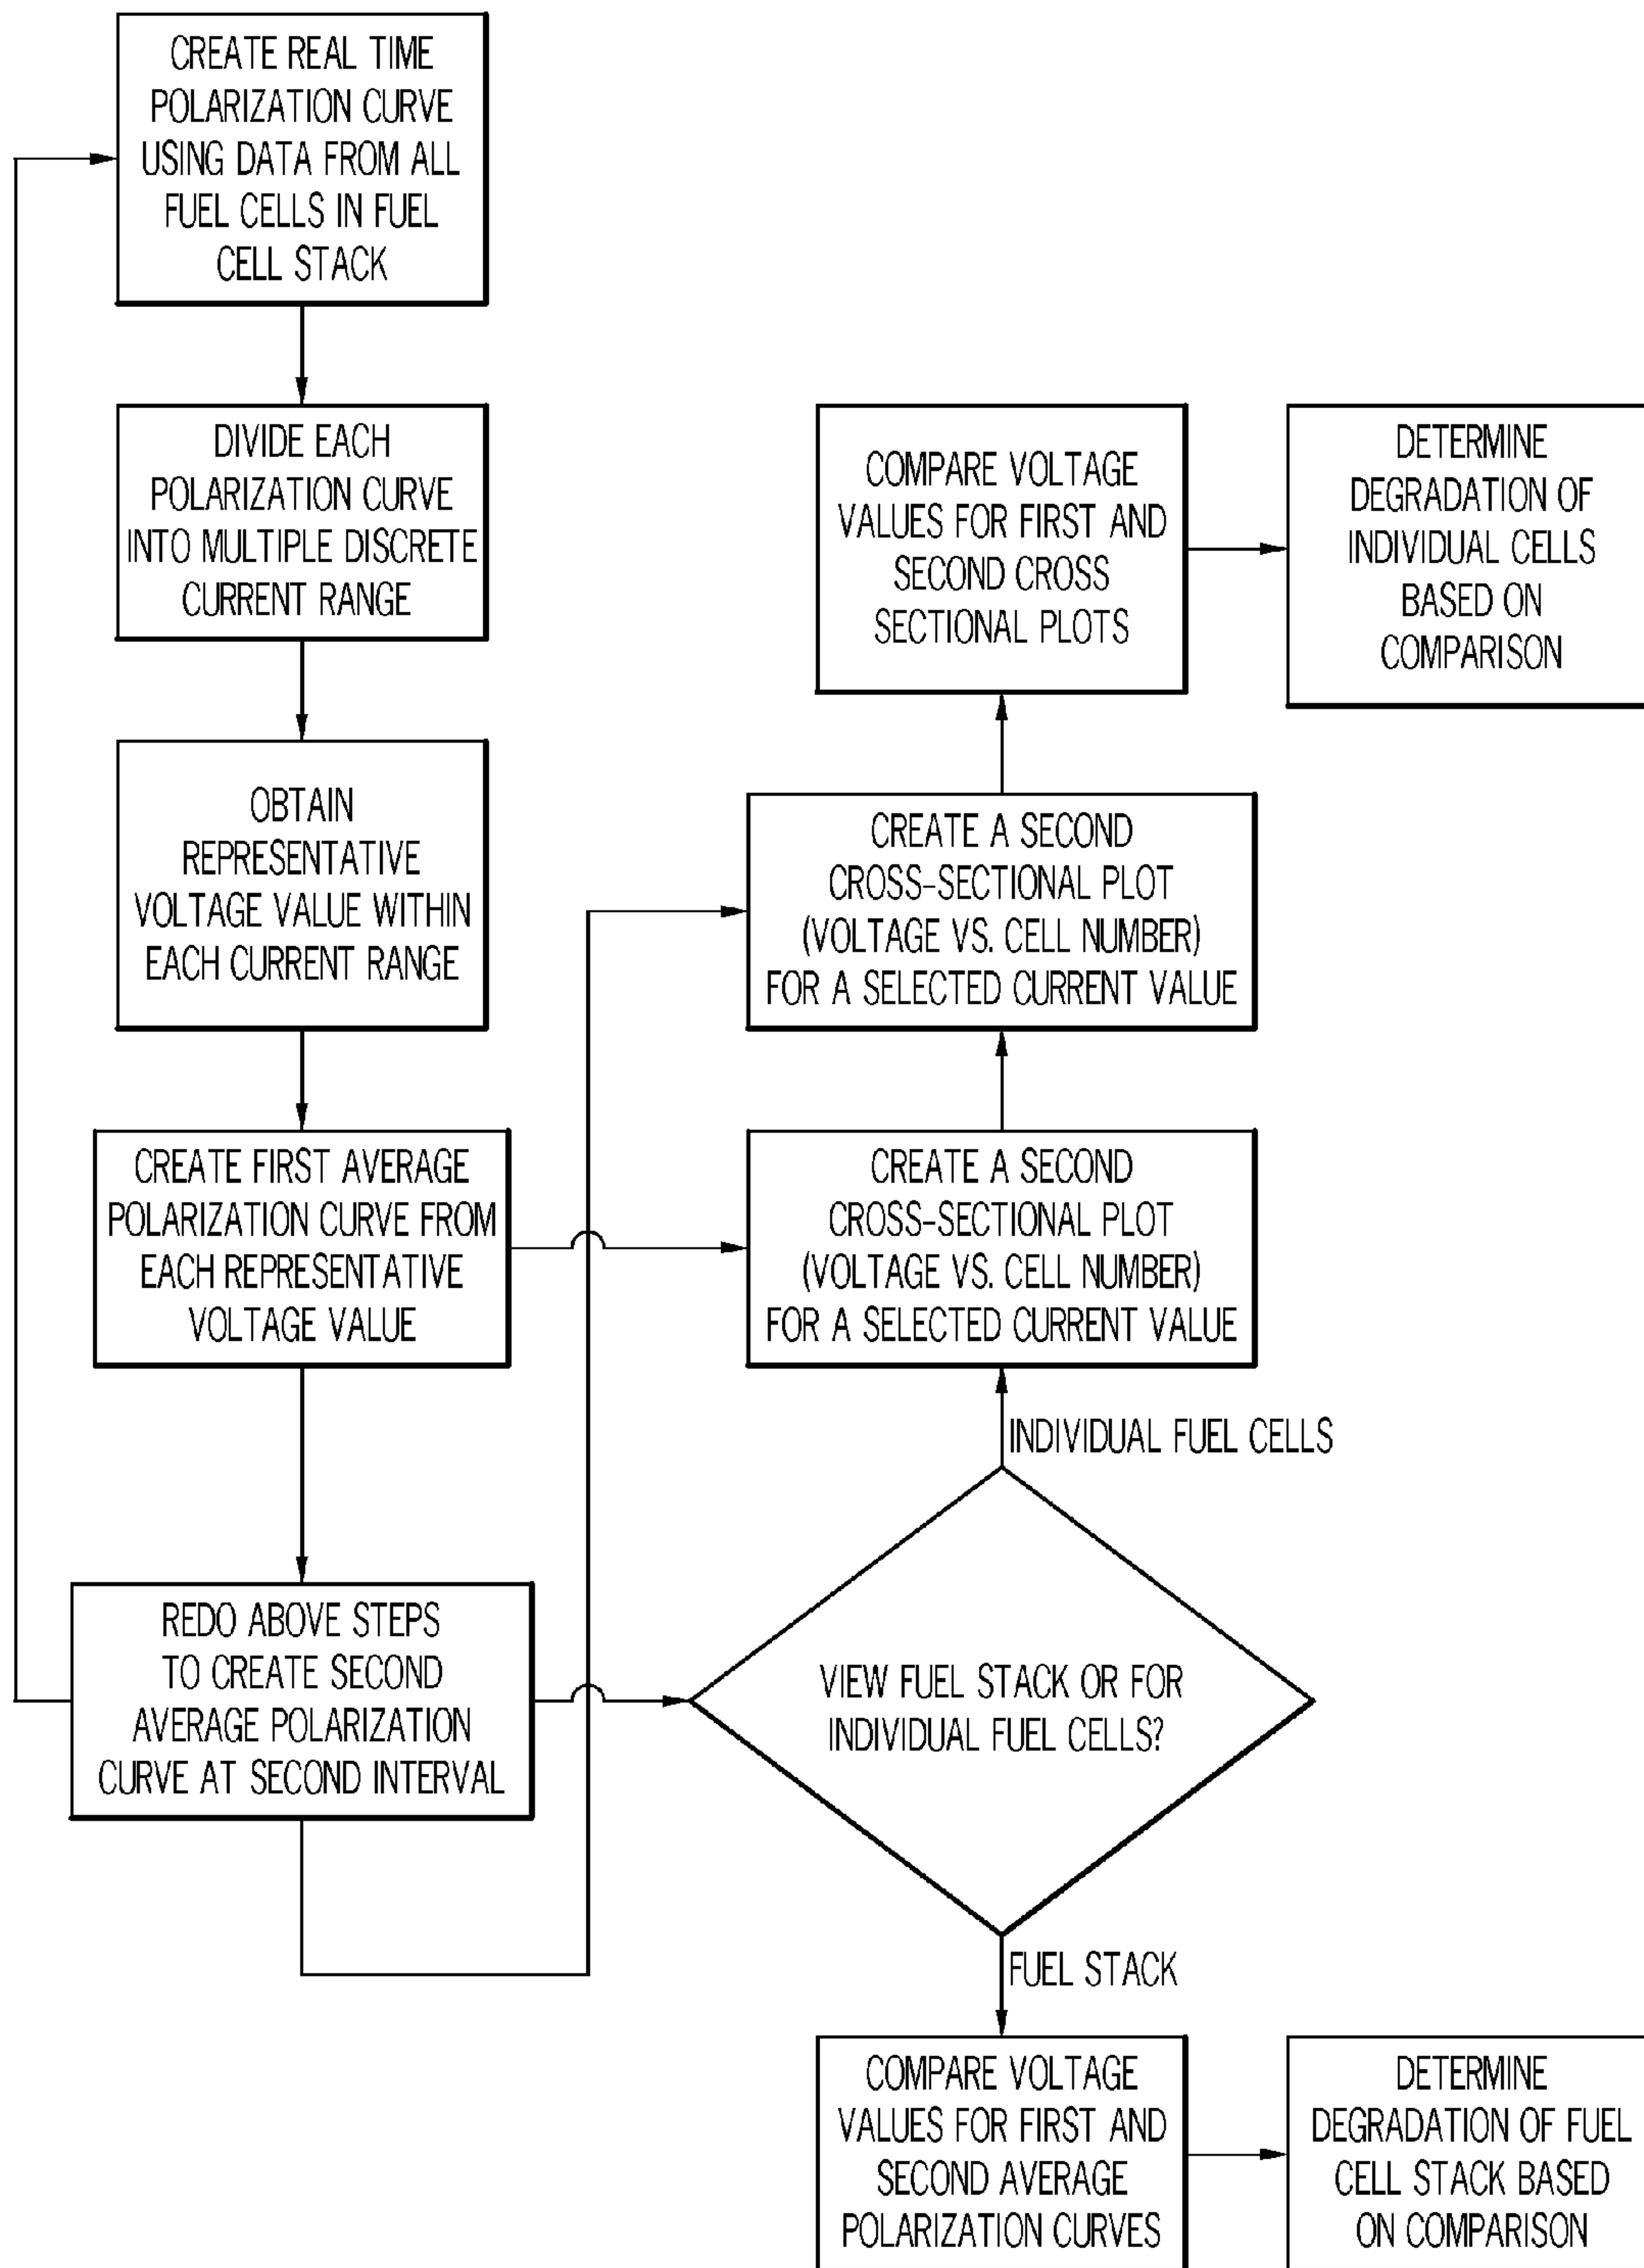 CREATE REAL TIME
POLARIZATION CURVE
USING DATA FROM ALL
FUEL CELLS IN FUEL
CELL STACK
DIVIDE EACH
POLARIZATION CURVE
INTO MULTIPLE DISCRETE
CURRENT RANGE
OBTAIN
REPRESENTATIVE
VOLTAGE VALUE WITHIN
EACH CURRENT RANGE
CREATE FIRST AVERAGE
POLARIZATION CURVE FROM
EACH REPRESENTATIVE
VOLTAGE VALUE
REDO ABOVE STEPS
TO CREATE SECOND
AVERAGE POLARIZATION
CURVE AT SECOND INTERVAL
COMPARE VOLTAGE
VALUES FOR FIRST AND
SECOND CROSS
SECTIONAL PLOTS
DETERMINE
DEGRADATION OF
INDIVIDUAL CELLS
BASED ON
COMPARISON
CREATE A SECOND
CROSS-SECTIONAL PLOT
(VOLTAGE VS. CELL NUMBER)
FOR A SELECTED CURRENT VALUE
CREATE A SECOND
CROSS-SECTIONAL PLOT
(VOLTAGE VS. CELL NUMBER)
FOR A SELECTED CURRENT VALUE
INDIVIDUAL FUEL CELLS
VIEW FUEL STACK OR FOR
INDIVIDUAL FUEL CELLS?
FUEL STACK
COMPARE VOLTAGE
VALUES FOR FIRST AND
SECOND AVERAGE
POLARIZATION CURVES
DETERMINE
DEGRADATION OF FUEL
CELL STACK BASED
ON COMPARISON